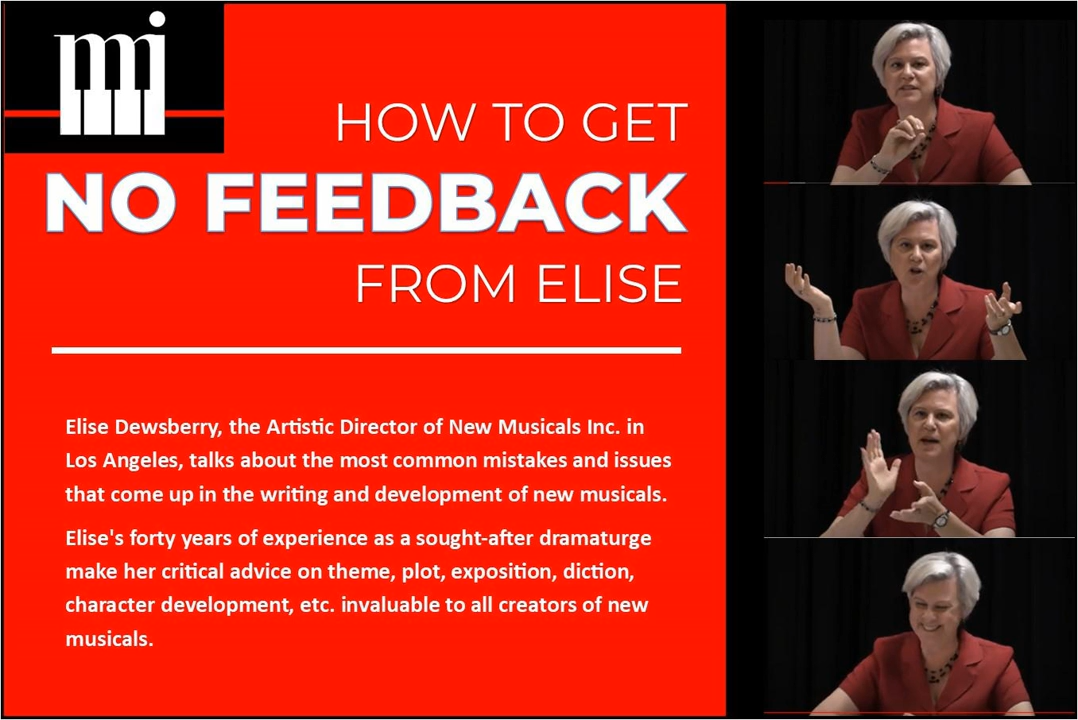 mi
HOW TO GET
NO FEEDBACK
FROM ELISE
Elise Dewsberry, the Artistic Director of New Musicals Inc. in
Los Angeles, talks about the most common mistakes and issues
that come up in the writing and development of new musicals.
Elise's forty years of experience as a sought-after dramaturge
make her critical advice on theme, plot, exposition, diction,
character development, etc. invaluable to all creators of new
musicals.